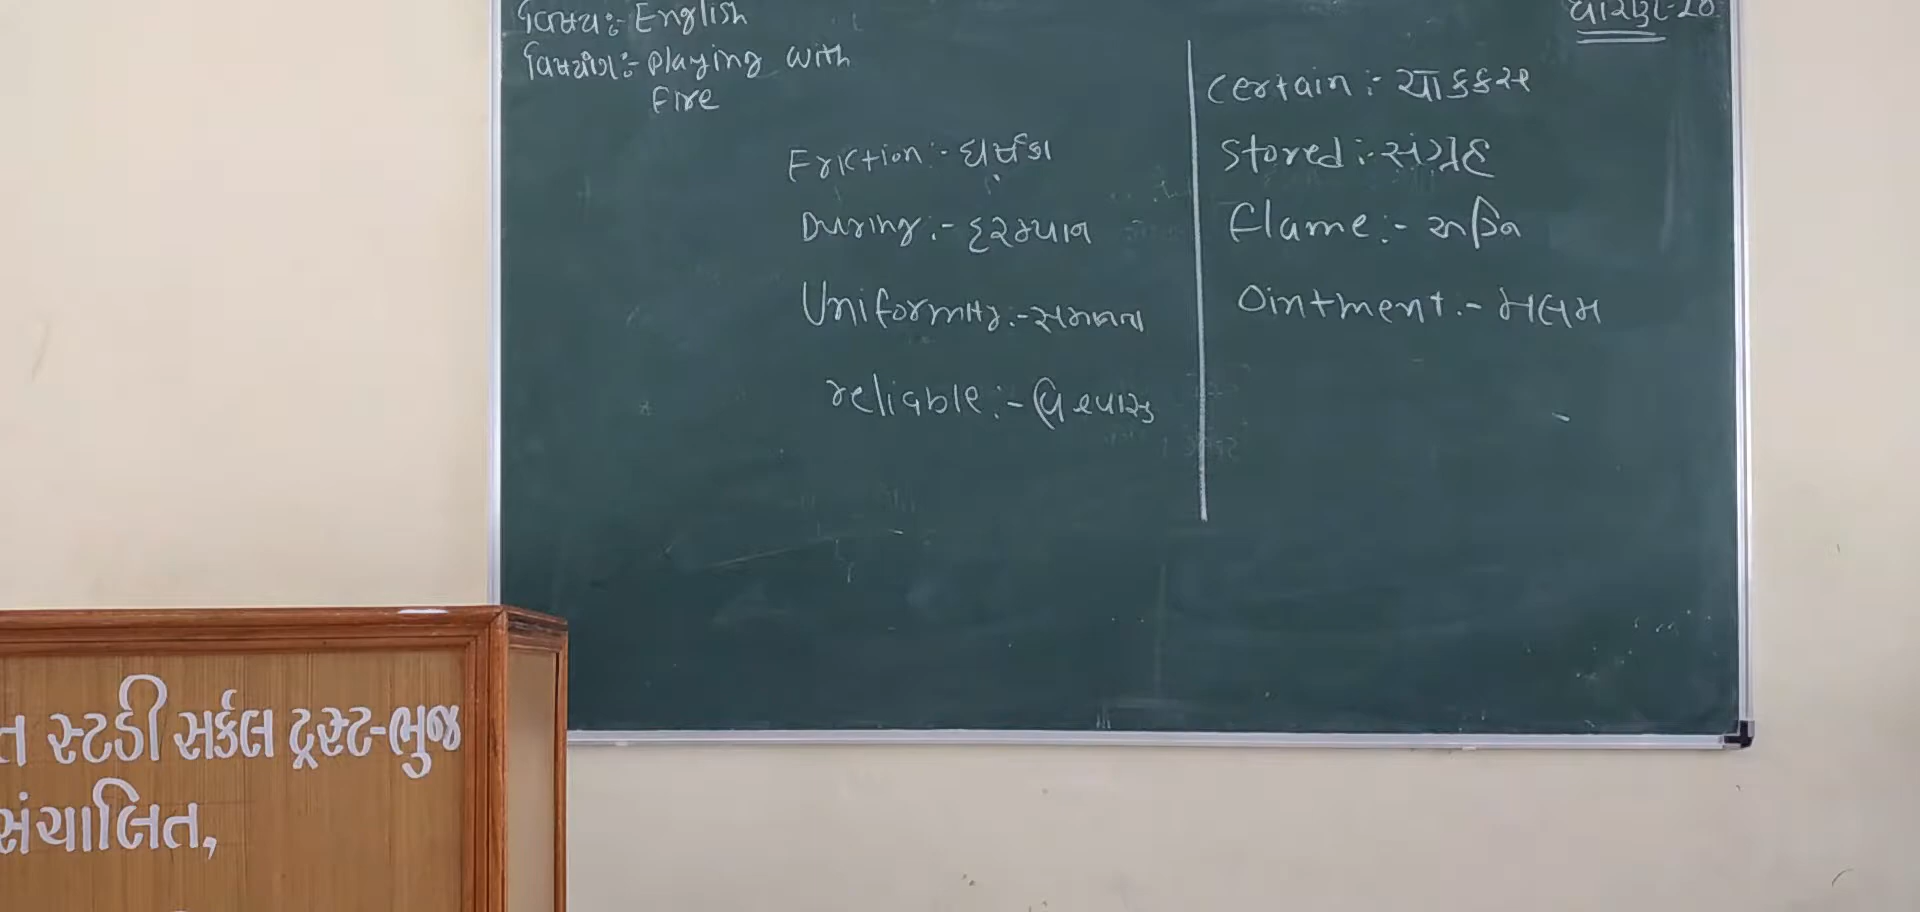 વિષય:- English
વિષયાંગ:- Playing with
Fire
ધોરણ-10
Friction:- ઘર્ષણ
During:- દરમ્યાન
Uniformity:- સમાનતા
reliable:-
certain:- ચોક્કસ
Stored:- સંગ્રહ
flame:- અગ્નિ
Ointment:- મલમ
ત સ્ટડી સર્કલ ટ્રસ્ટ-ભુજ
સંચાલિત,